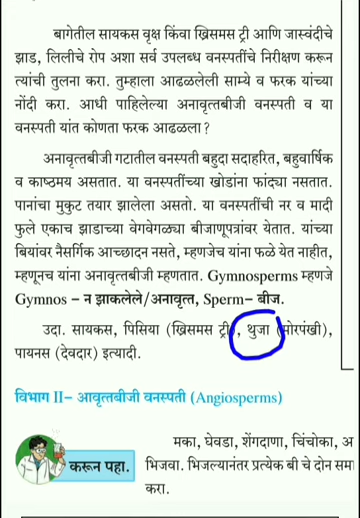 बागेतील सायकस वृक्ष किंवा ख्रिसमस ट्री आणि जास्वंदीचे
झाड, लिलीचे रोप अशा सर्व उपलब्ध वनस्पतींचे निरीक्षण करून
त्यांची तुलना करा. तुम्हाला आढळलेली साम्ये व फरक यांच्या
नोंदी करा. आधी पाहिलेल्या अनावृत्तबीजी वनस्पती व या
वनस्पती यांत कोणता फरक आढळला ?
अनावृत्तबीजी गटातील वनस्पती बहुदा सदाहरित, बहुवार्षिक
व काष्ठमय असतात. या वनस्पतींच्या खोडांना फांद्या नसतात.
पानांचा मुकुट तयार झालेला असतो. या वनस्पतींची नर व मादी
फुले एकाच झाडाच्या वेगवेगळ्या बीजाणूपत्रांवर येतात. यांच्या
बियांवर नैसर्गिक आच्छादन नसते, म्हणजेच यांना फळे येत नाहीत,
म्हणूनच यांना अनावृत्तबीजी म्हणतात. Gymnosperms म्हणजे
Gymnos – न झाकलेले/अनावृत्त, Sperm– बीज.
उदा. सायकस, पिसिया (ख्रिसमस ट्री), थुजा (मोरपंखी),
पायनस (देवदार) इत्यादी.
विभाग II– आवृत्तबीजी वनस्पती (Angiosperms)
करून पहा.
मका, घेवडा, शेंगदाणा, चिंचोका, अ
भिजवा. भिजल्यानंतर प्रत्येक बी चे दोन समा
करा.